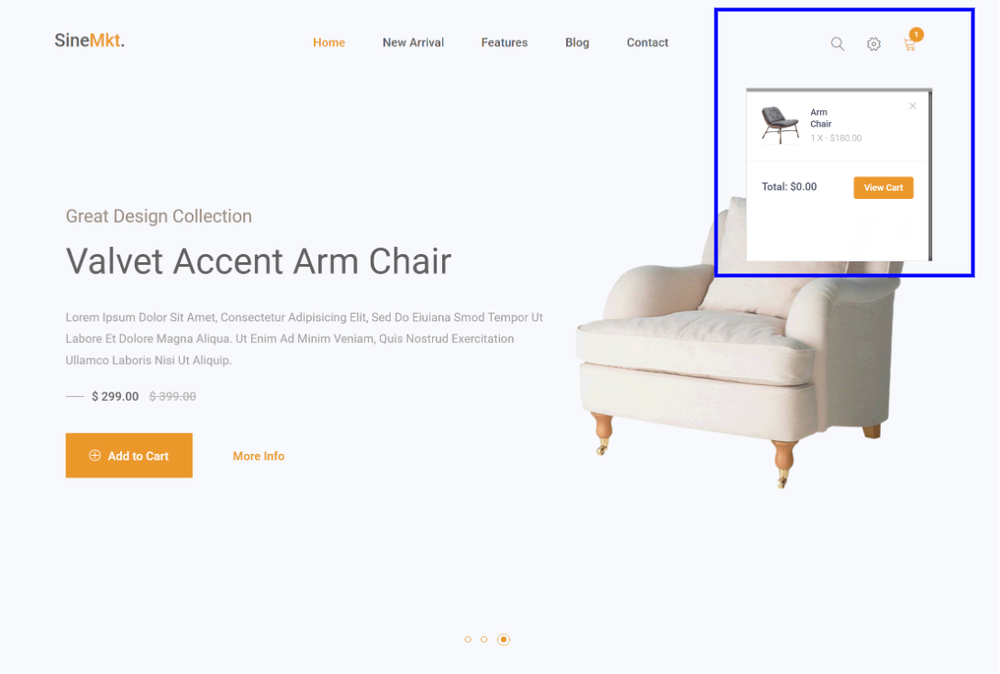 SineMkt.
Home New Arrival Features Blog Contact
1
Arm
Chair
1 X - $180.00
Total: $0.00 View Cart
Great Design Collection
Valvet Accent Arm Chair
Lorem Ipsum Dolor Sit Amet, Consectetur Adipisicing Elit, Sed Do Eiuiana Smod Tempor Ut
Labore Et Dolore Magna Aliqua. Ut Enim Ad Minim Veniam, Quis Nostrud Exercitation
Ullamco Laboris Nisi Ut Aliquip.
$ 299.00 $ 399.00
Add to Cart More Info